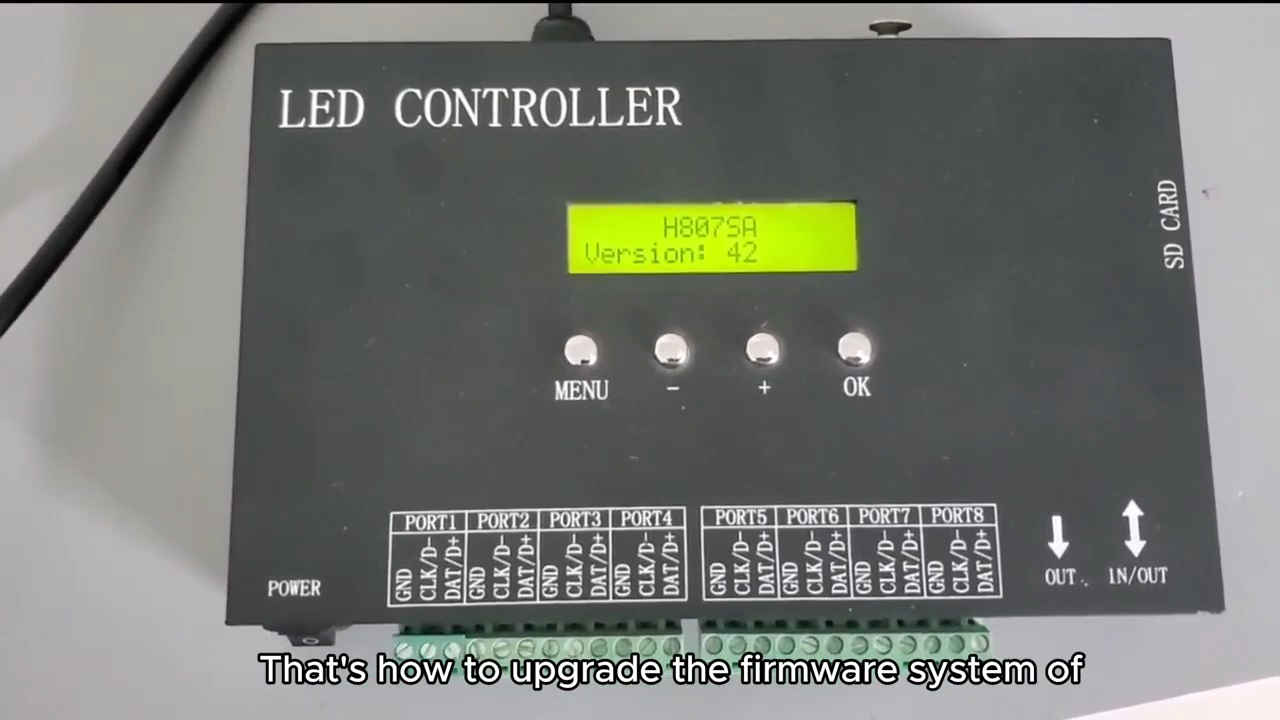 LED CONTROLLER
H807SA
Version: 42
SD CARD
MENU
-
+
OK
PORT1 PORT2 PORT3 PORT4
GND CLK/D- DAT/D+ GND CLK/D- DAT/D+ GND CLK/D- DAT/D+ GND CLK/D- DAT/D+
PORT5 PORT6 PORT7 PORT8
GND CLK/D- DAT/D+ GND CLK/D- DAT/D+ GND CLK/D- DAT/D+ GND CLK/D- DAT/D+
POWER
OUT
IN/OUT
That's how to upgrade the firmware system of